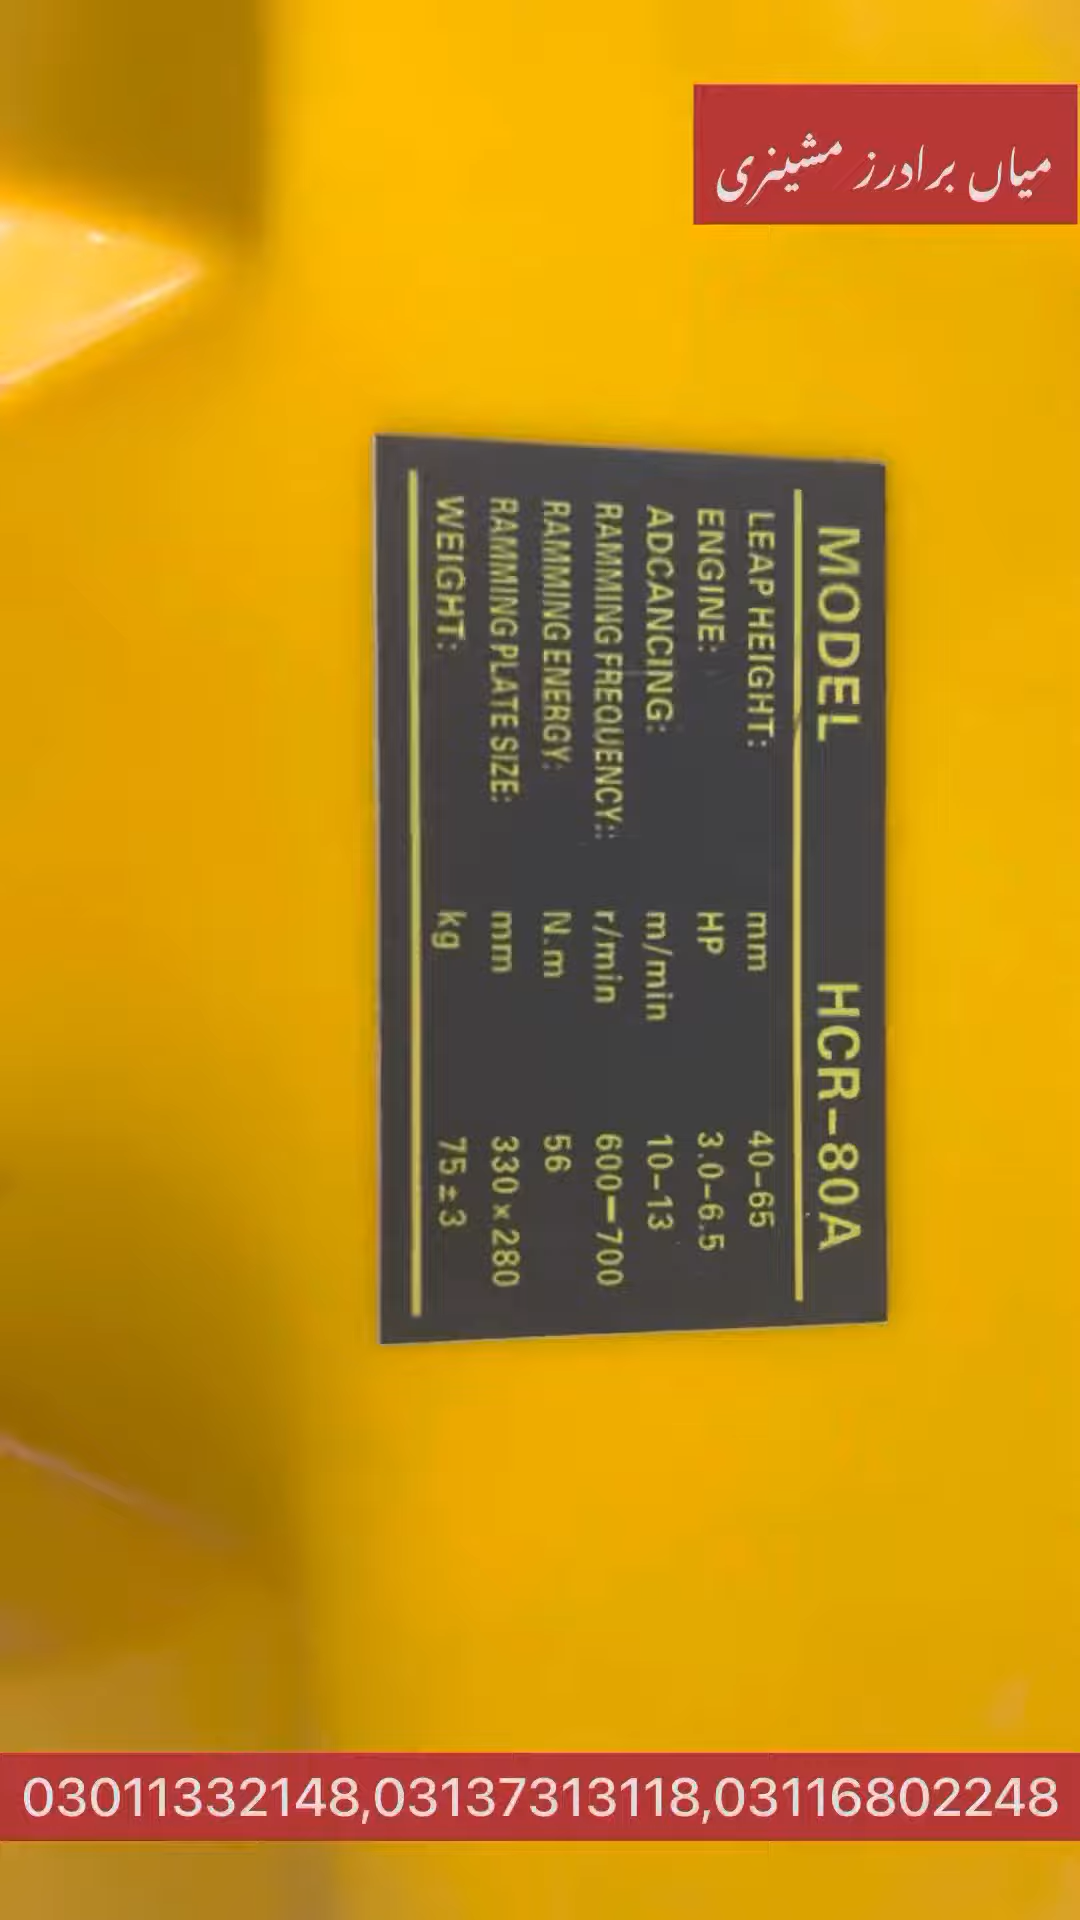 میاں برادرز مشینری
MODEL HCR-80A
LEAP HEIGHT: mm 40-65
ENGINE: HP 3.0-6.5
ADCANCING: m/min 10-13
RAMMING FREQUENCY:: r/min 600-700
RAMMING ENERGY: N.m 56
RAMMING PLATE SIZE: mm 330 x 280
WEIGHT: kg 75±3
03011332148,03137313118,03116802248